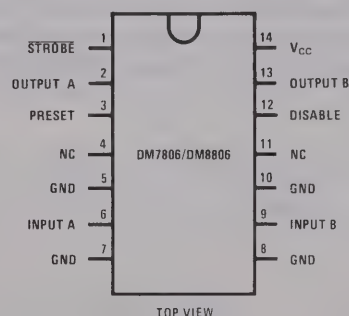 STROBE 1 14 VCC
OUTPUT A 2 13 OUTPUT B
PRESET 3 12 DISABLE
NC 4 DM7806/DM8806 11 NC
GND 5 10 GND
INPUT A 6 9 INPUT B
GND 7 8 GND
TOP VIEW